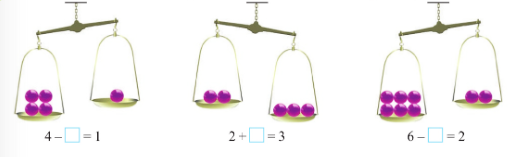 4 – □ = 1
2 + □ = 3
6 – □ = 2